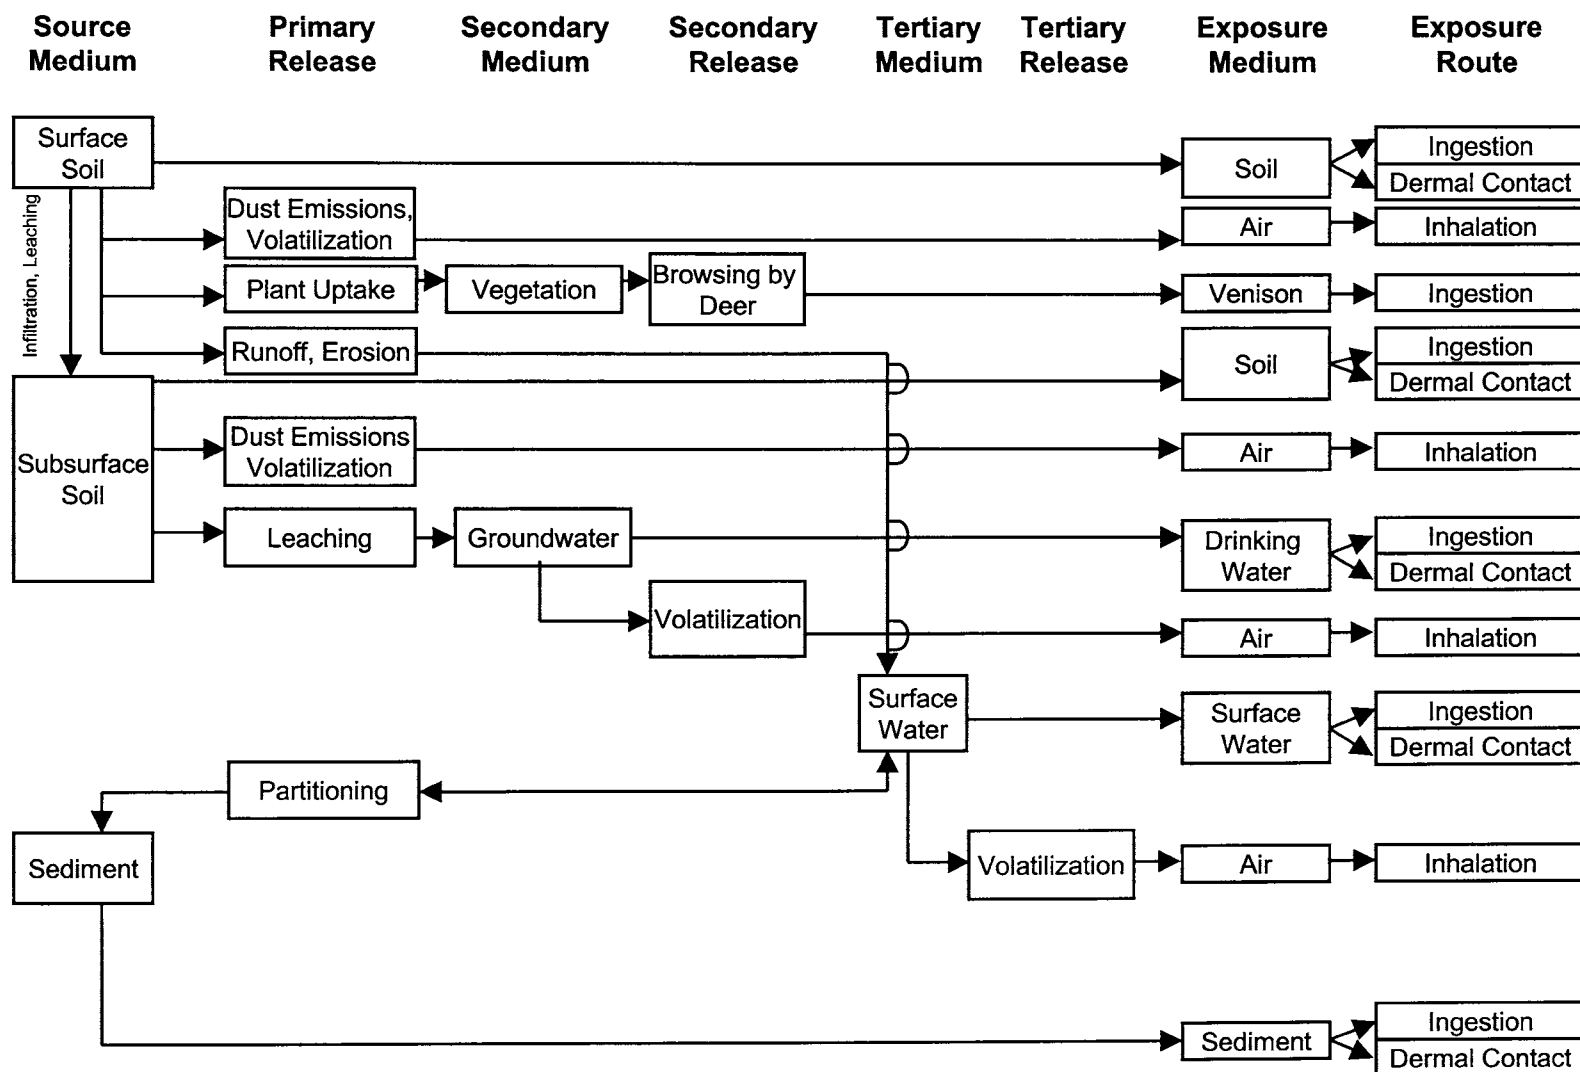 Source Medium
Primary Release
Secondary Medium
Secondary Release
Tertiary Medium
Tertiary Release
Exposure Medium
Exposure Route
Surface
Soil
Infiltration, Leaching
Soil
Ingestion
Dermal Contact
Dust Emissions,
Volatilization
Air
Inhalation
Plant Uptake
Vegetation
Browsing by
Deer
Venison
Ingestion
Runoff, Erosion
Soil
Ingestion
Dermal Contact
Subsurface
Soil
Dust Emissions
Volatilization
Air
Inhalation
Leaching
Groundwater
Drinking
Water
Ingestion
Dermal Contact
Volatilization
Air
Inhalation
Surface
Water
Surface
Water
Ingestion
Dermal Contact
Partitioning
Sediment
Volatilization
Air
Inhalation
Sediment
Ingestion
Dermal Contact